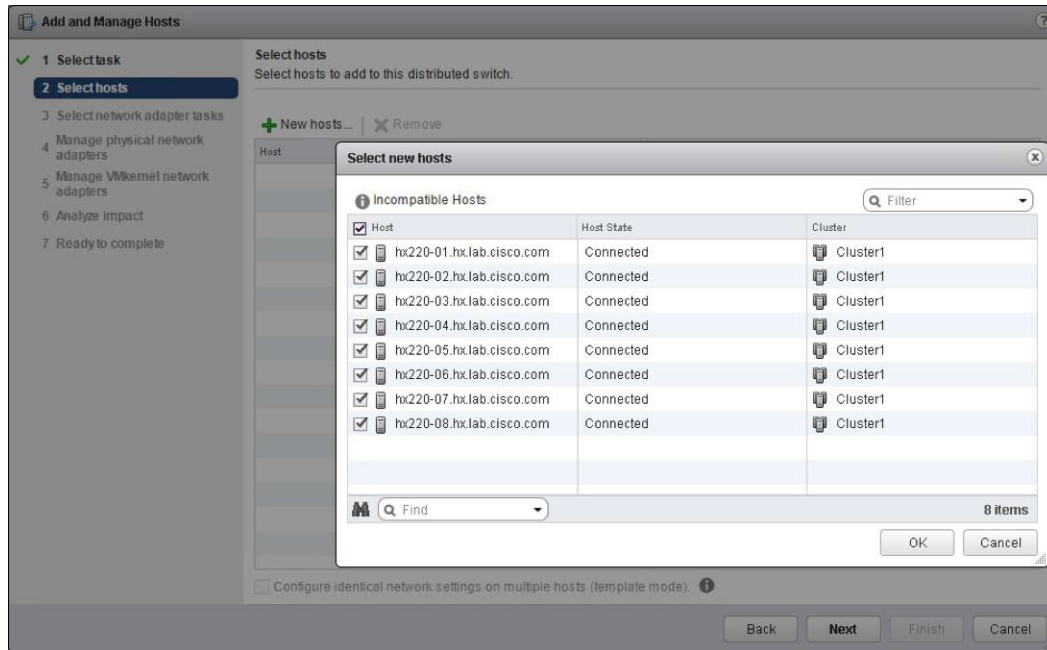 Add and Manage Hosts
?
1 Select task
2 Select hosts
3 Select network adapter tasks
4 Manage physical network
adapters
5 Manage VMkernel network
adapters
6 Analyze impact
7 Ready to complete
Select hosts
Select hosts to add to this distributed switch.
New hosts... Remove
Host
Select new hosts
Incompatible Hosts Filter
Host Host State Cluster
hx220-01.hx.lab.cisco.com Connected Cluster1
hx220-02.hx.lab.cisco.com Connected Cluster1
hx220-03.hx.lab.cisco.com Connected Cluster1
hx220-04.hx.lab.cisco.com Connected Cluster1
hx220-05.hx.lab.cisco.com Connected Cluster1
hx220-06.hx.lab.cisco.com Connected Cluster1
hx220-07.hx.lab.cisco.com Connected Cluster1
hx220-08.hx.lab.cisco.com Connected Cluster1
Find 8 items
OK Cancel
Configure identical network settings on multiple hosts (template mode).
Back Next Finish Cancel